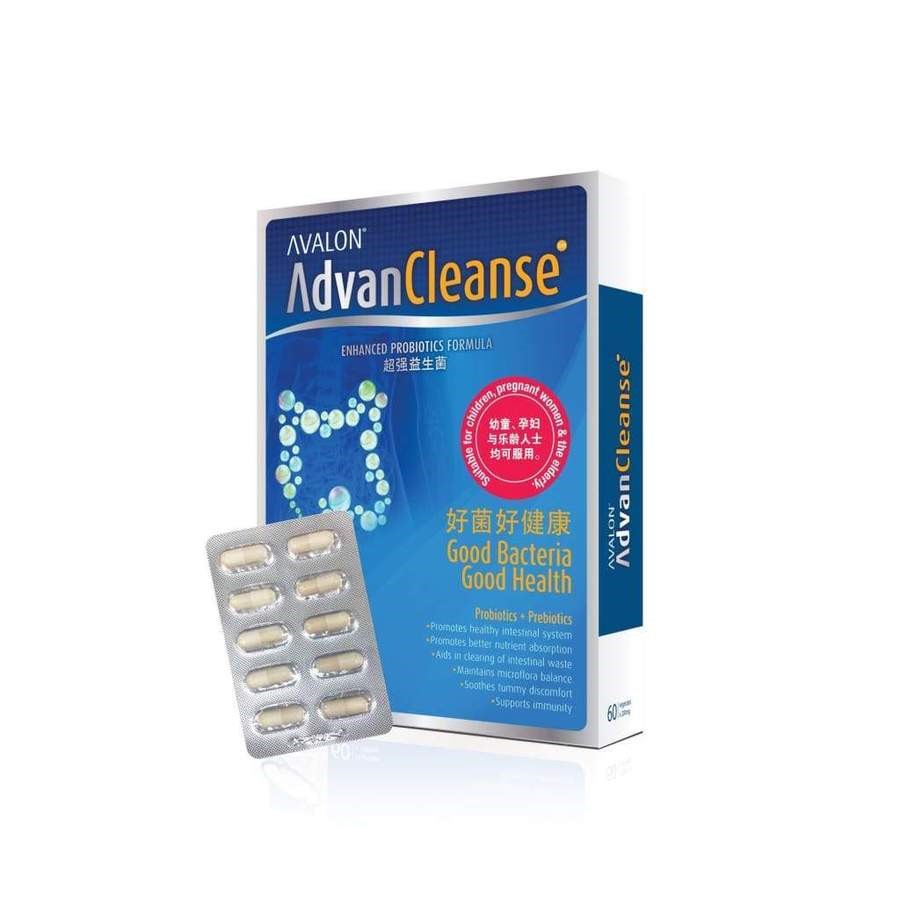 AVALON®
AdvanCleanse™
ENHANCED PROBIOTICS FORMULA
超强益生菌
Suitable for children, pregnant women & the elderly.
幼童、孕妇
与乐龄人士
均可服用。
好菌好健康
Good Bacteria
Good Health
Probiotics + Prebiotics
•Promotes healthy intestinal system
•Promotes better nutrient absorption
•Aids in clearing of intestinal waste
•Maintains microflora balance
•Soothes tummy discomfort
•Supports immunity
AVALON®
AdvanCleanse
60